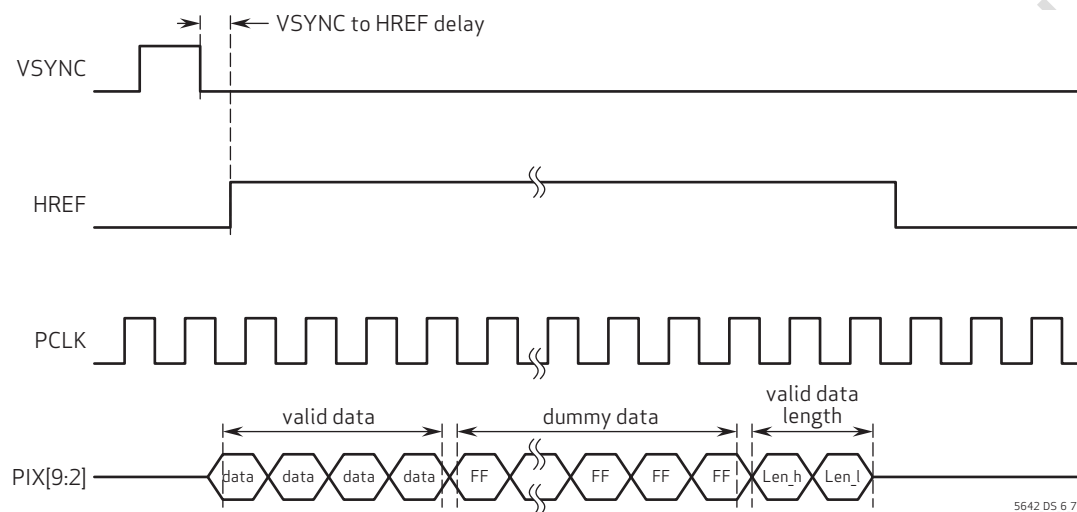 VSYNC to HREF delay
VSYNC
HREF
PCLK
valid data
dummy data
valid data
length
PIX[9:2]
data
data
data
data
FF
FF
FF
FF
Len_h
Len_l
5642 DS 6 7